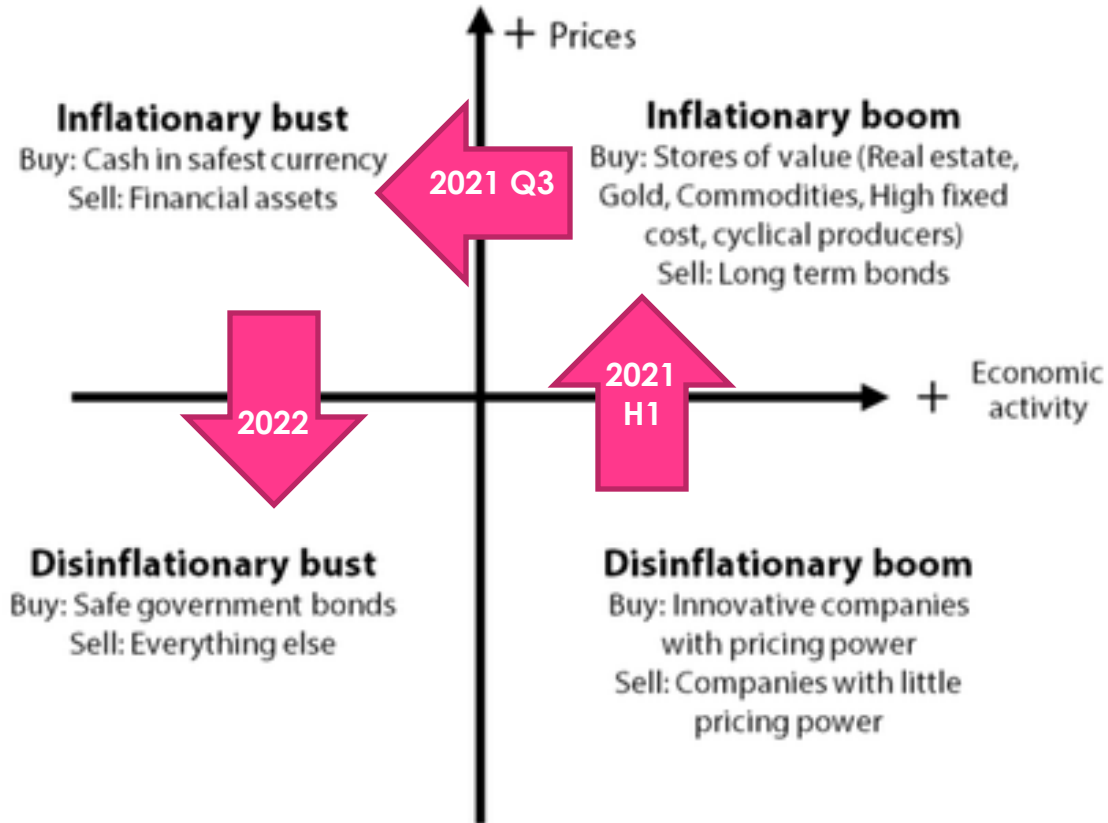 + Prices
Inflationary bust
Buy: Cash in safest currency
Sell: Financial assets
2021 Q3
Inflationary boom
Buy: Stores of value (Real estate,
Gold, Commodities, High fixed
cost, cyclical producers)
Sell: Long term bonds
2022
2021
H1
+ Economic
activity
Disinflationary bust
Buy: Safe government bonds
Sell: Everything else
Disinflationary boom
Buy: Innovative companies
with pricing power
Sell: Companies with little
pricing power